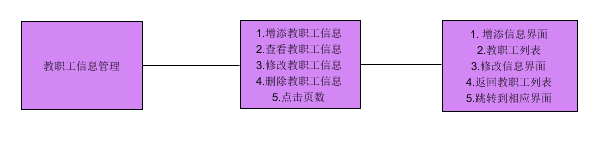 教职工信息管理
1.增添教职工信息
2.查看教职工信息
3.修改教职工信息
4.删除教职工信息
5.点击页数
1. 增添信息界面
2.教职工列表
3.修改信息界面
4.返回教职工列表
5.跳转到相应界面